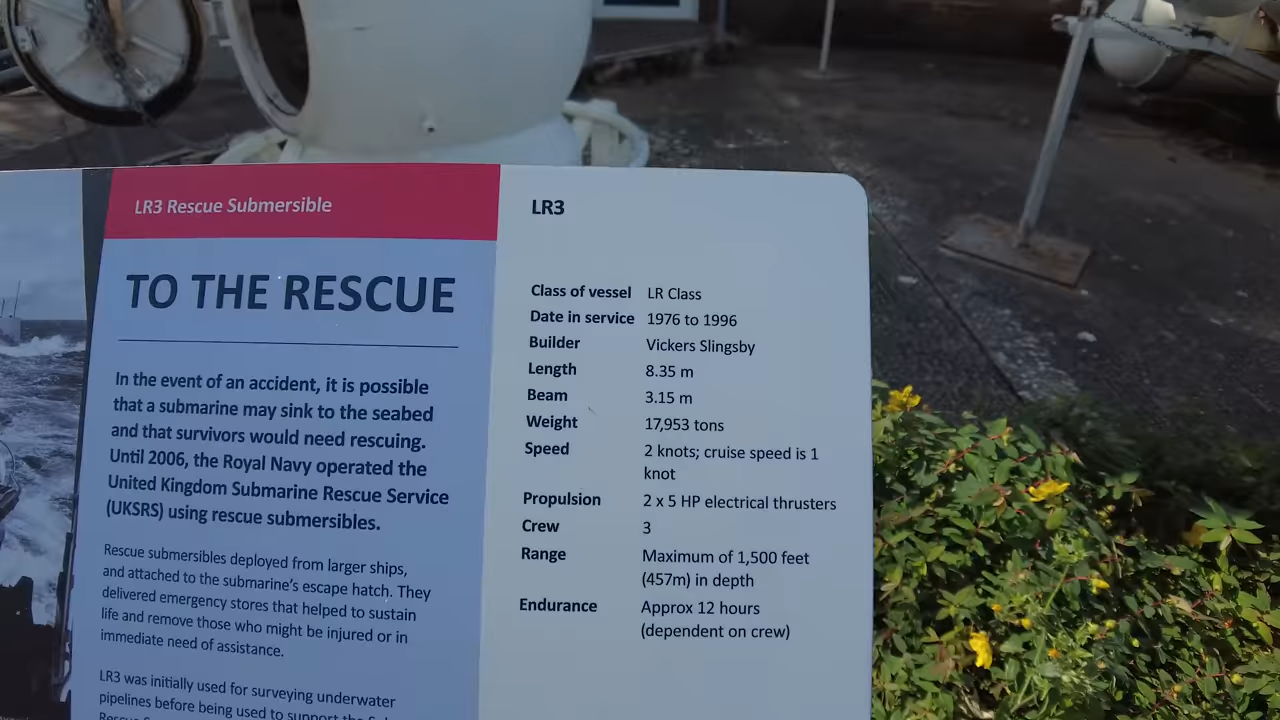 LR3 Rescue Submersible
TO THE RESCUE
In the event of an accident, it is possible
that a submarine may sink to the seabed
and that survivors would need rescuing.
Until 2006, the Royal Navy operated the
United Kingdom Submarine Rescue Service
(UKSRS) using rescue submersibles.
Rescue submersibles deployed from larger ships,
and attached to the submarine's escape hatch. They
delivered emergency stores that helped to sustain
life and remove those who might be injured or in
immediate need of assistance.
LR3 was initially used for surveying underwater
pipelines before being used to support the
LR3
Class of vessel LR Class
Date in service 1976 to 1996
Builder Vickers Slingsby
Length 8.35 m
Beam 3.15 m
Weight 17,953 tons
Speed 2 knots; cruise speed is 1
knot
Propulsion 2 x 5 HP electrical thrusters
Crew 3
Range Maximum of 1,500 feet
(457m) in depth
Endurance Approx 12 hours
(dependent on crew)